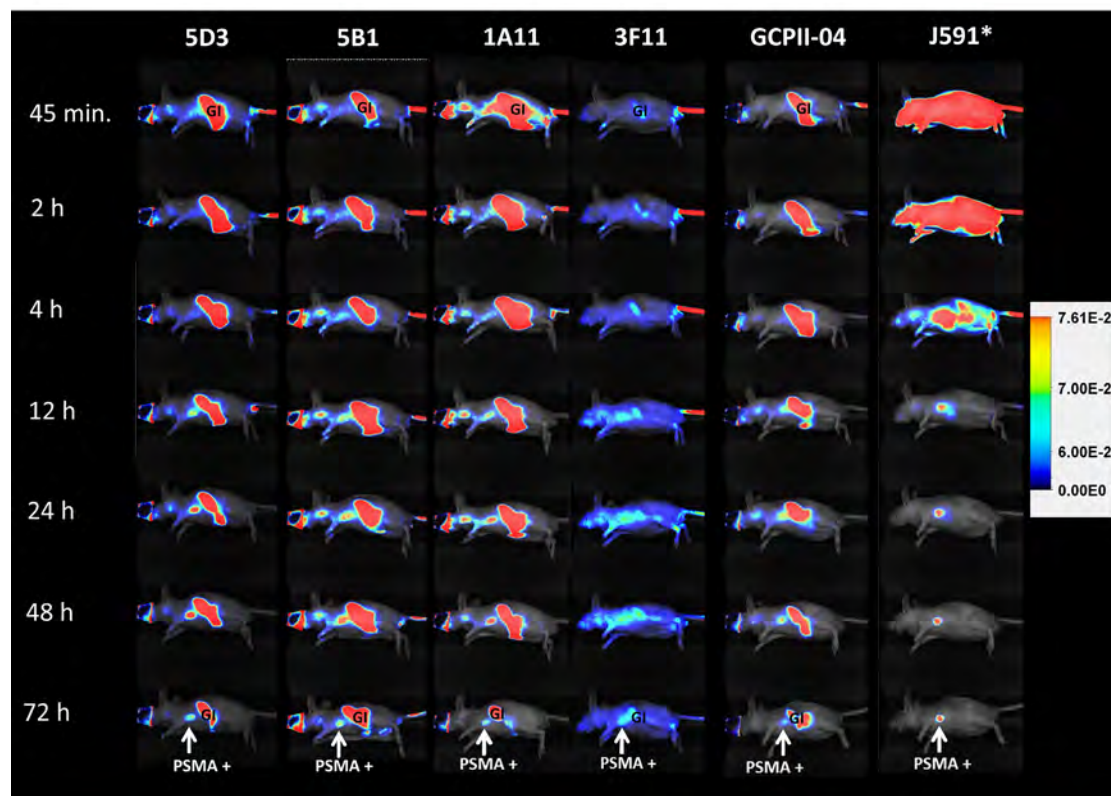 5D3 5B1 1A11 3F11 GCPII-04 J591*
45 min. GI GI GI GI GI
2 h
4 h
7.61E-2
7.00E-2
6.00E-2
0.00E0
12 h
24 h
48 h
72 h GI GI GI GI GI
PSMA + PSMA + PSMA + PSMA + PSMA + PSMA +